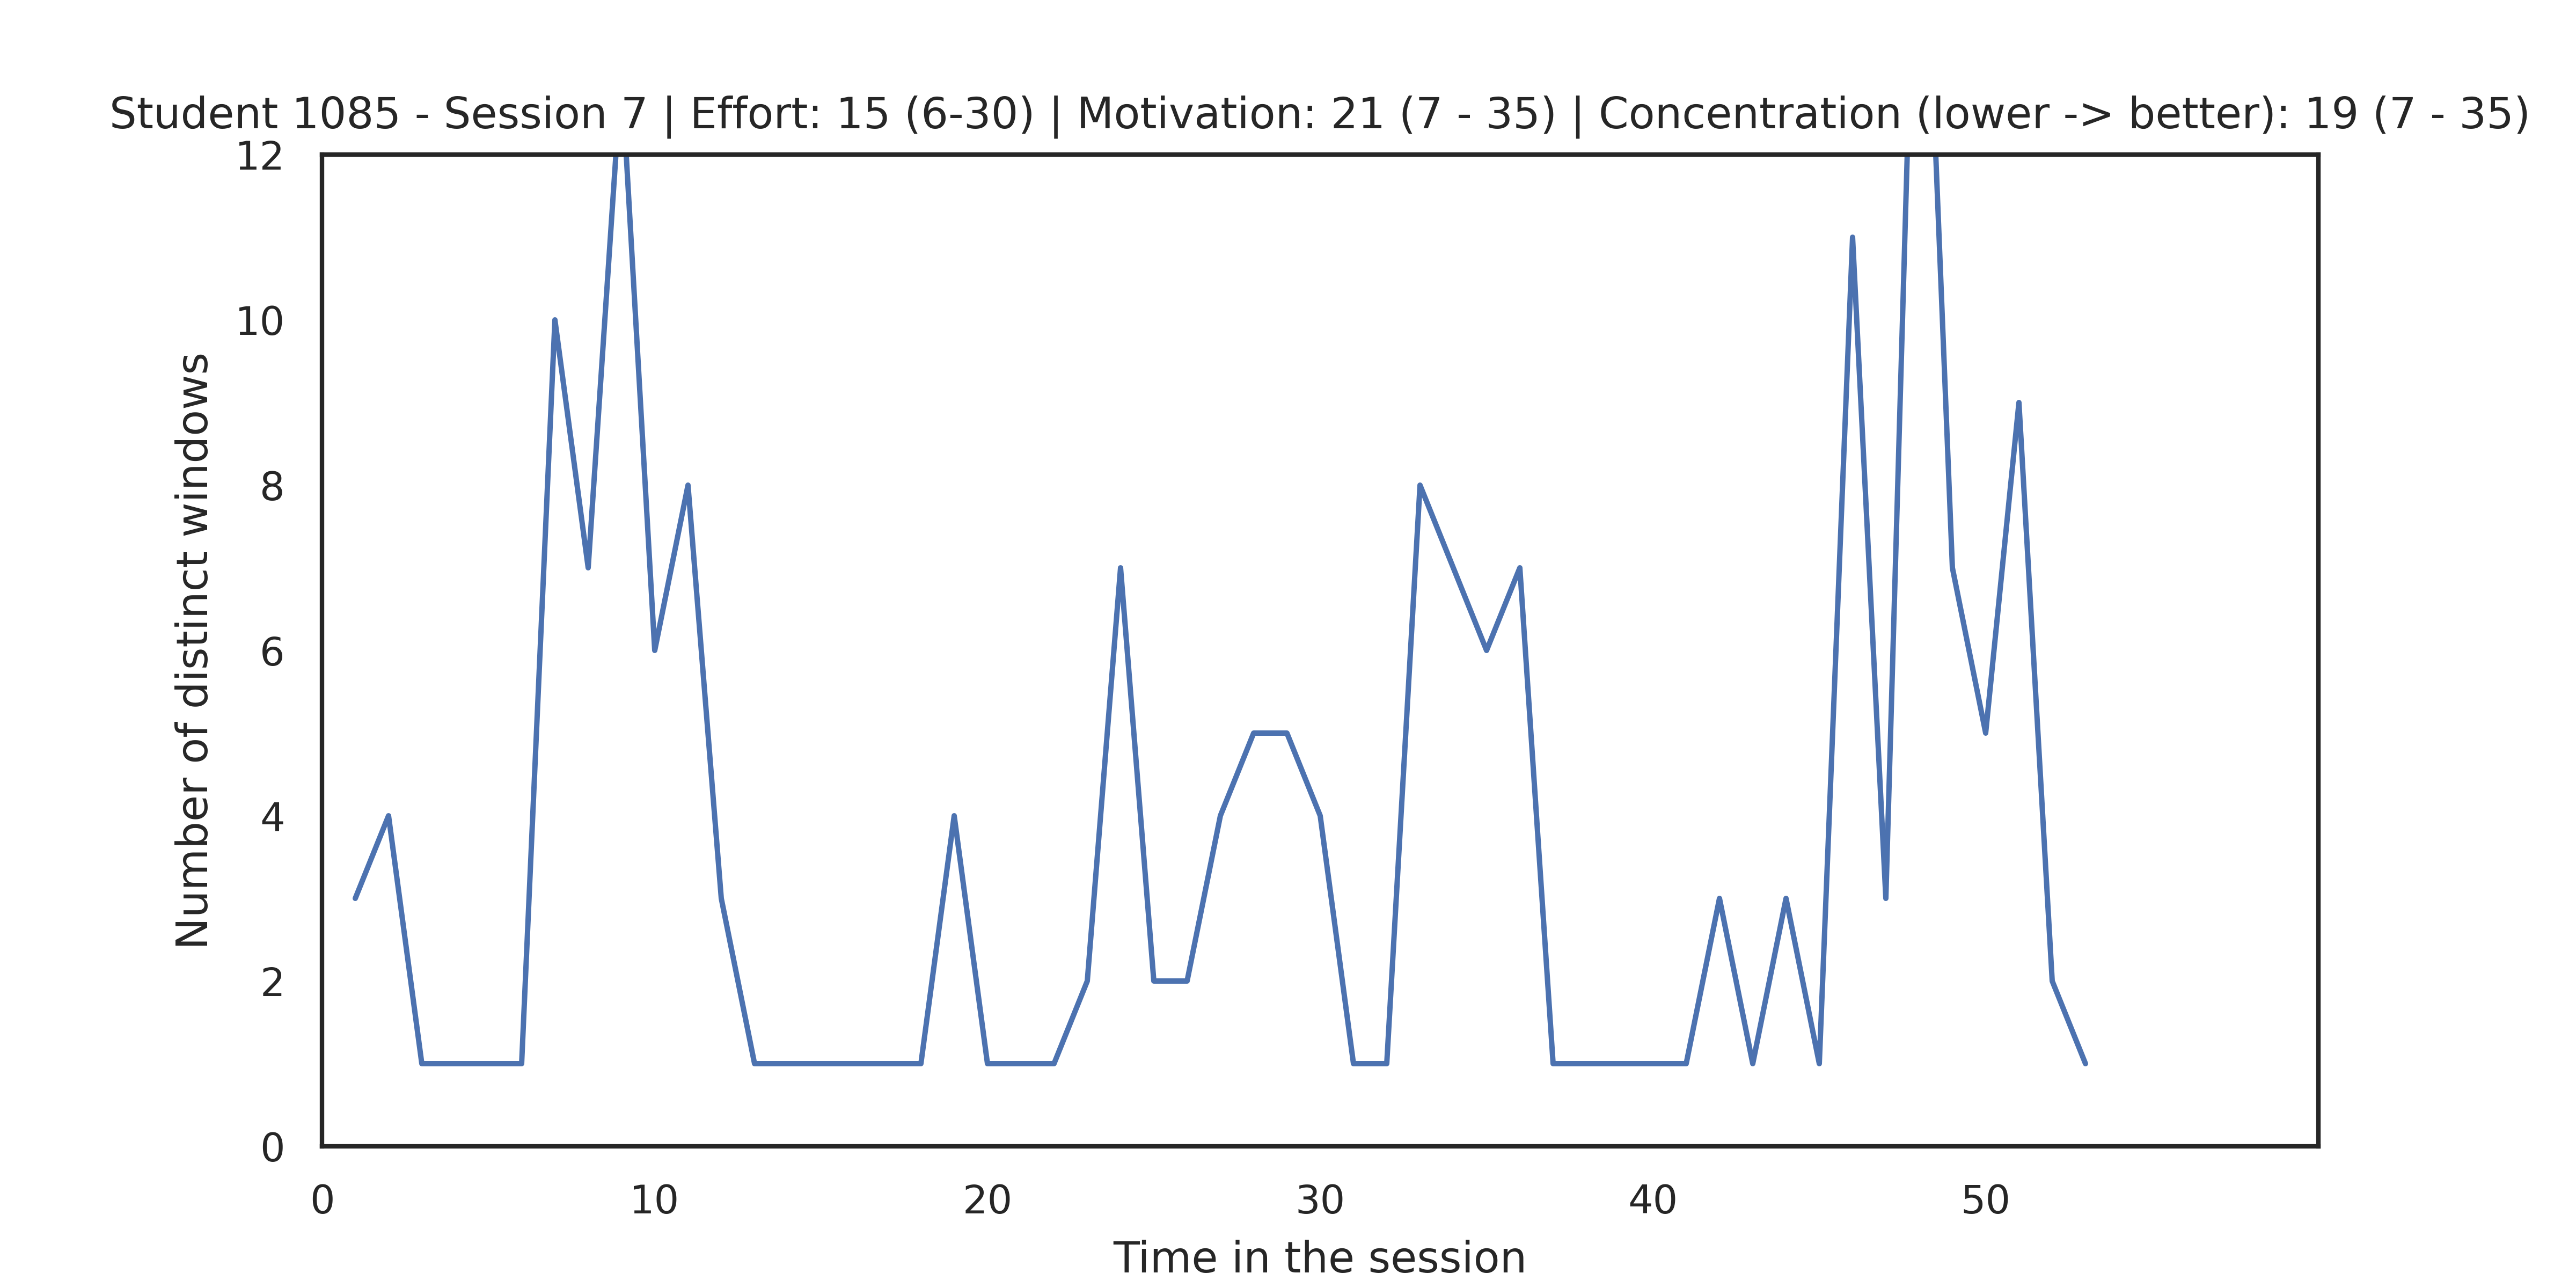 Student 1085 - Session 7 | Effort: 15 (6-30) | Motivation: 21 (7 - 35) | Concentration (lower -> better): 19 (7 - 35)
12
10
8
6
4
2
0
Number of distinct windows
0 10 20 30 40 50
Time in the session